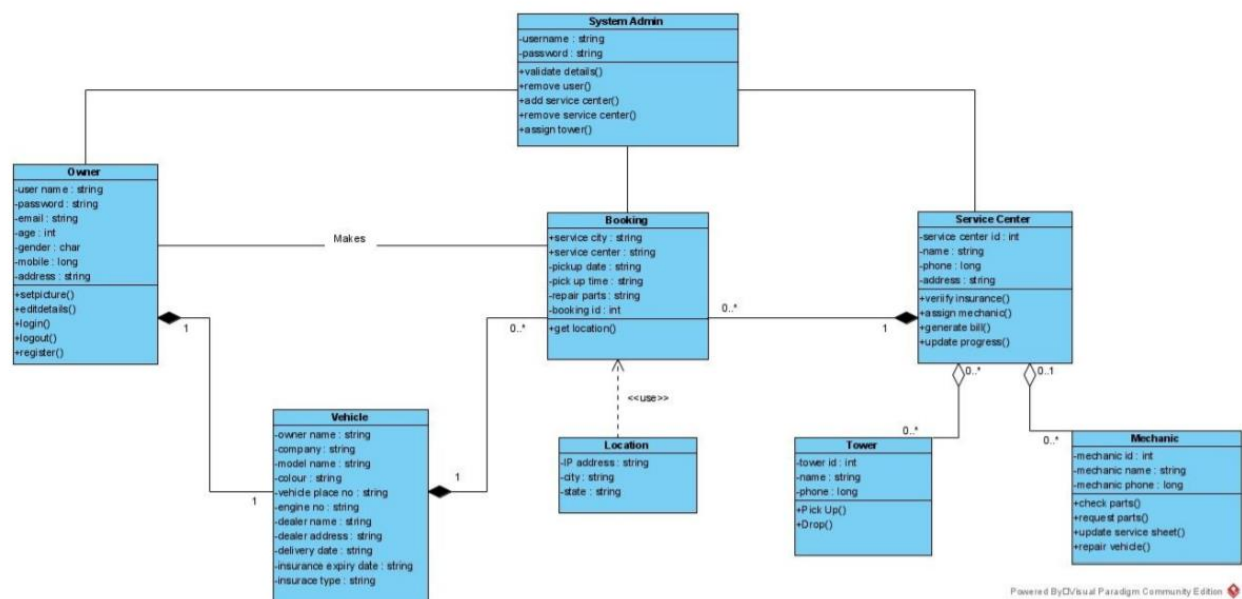 System Admin
-username : string
-password : string
+validate details()
+remove user()
+add service center()
+remove service center()
+assign tower()
Owner
-user name : string
-password : string
-email : string
-age : int
-gender : char
-mobile : long
-address : string
+setpicture()
+editdetails()
+login()
+logout()
+register()
Makes
Booking
+service city : string
+service center : string
-pickup date : string
-pick up time : string
-repair parts : string
-booking id : int
+get location()
Service Center
-service center id : int
-name : string
-phone : long
-address : string
+veriify insurance()
+assign mechanic()
+generate bill()
+update progress()
1
0..*
0..*
1
0..*
0..1
<<use>>
Vehicle
-owner name : string
-company : string
-model name : string
-colour : string
-vehicle place no : string
-engine no : string
-dealer name : string
-dealer address : string
-delivery date : string
-insurance expiry date : string
-insurace type : string
1
1
Location
-IP address : string
-city : string
-state : string
0..*
Tower
-tower id : int
-name : string
-phone : long
+Pick Up()
+Drop()
0..*
Mechanic
-mechanic id : int
-mechanic name : string
-mechanic phone : long
+check parts()
+request parts()
+update service sheet()
+repair vehicle()
Powered By Visual Paradigm Community Edition